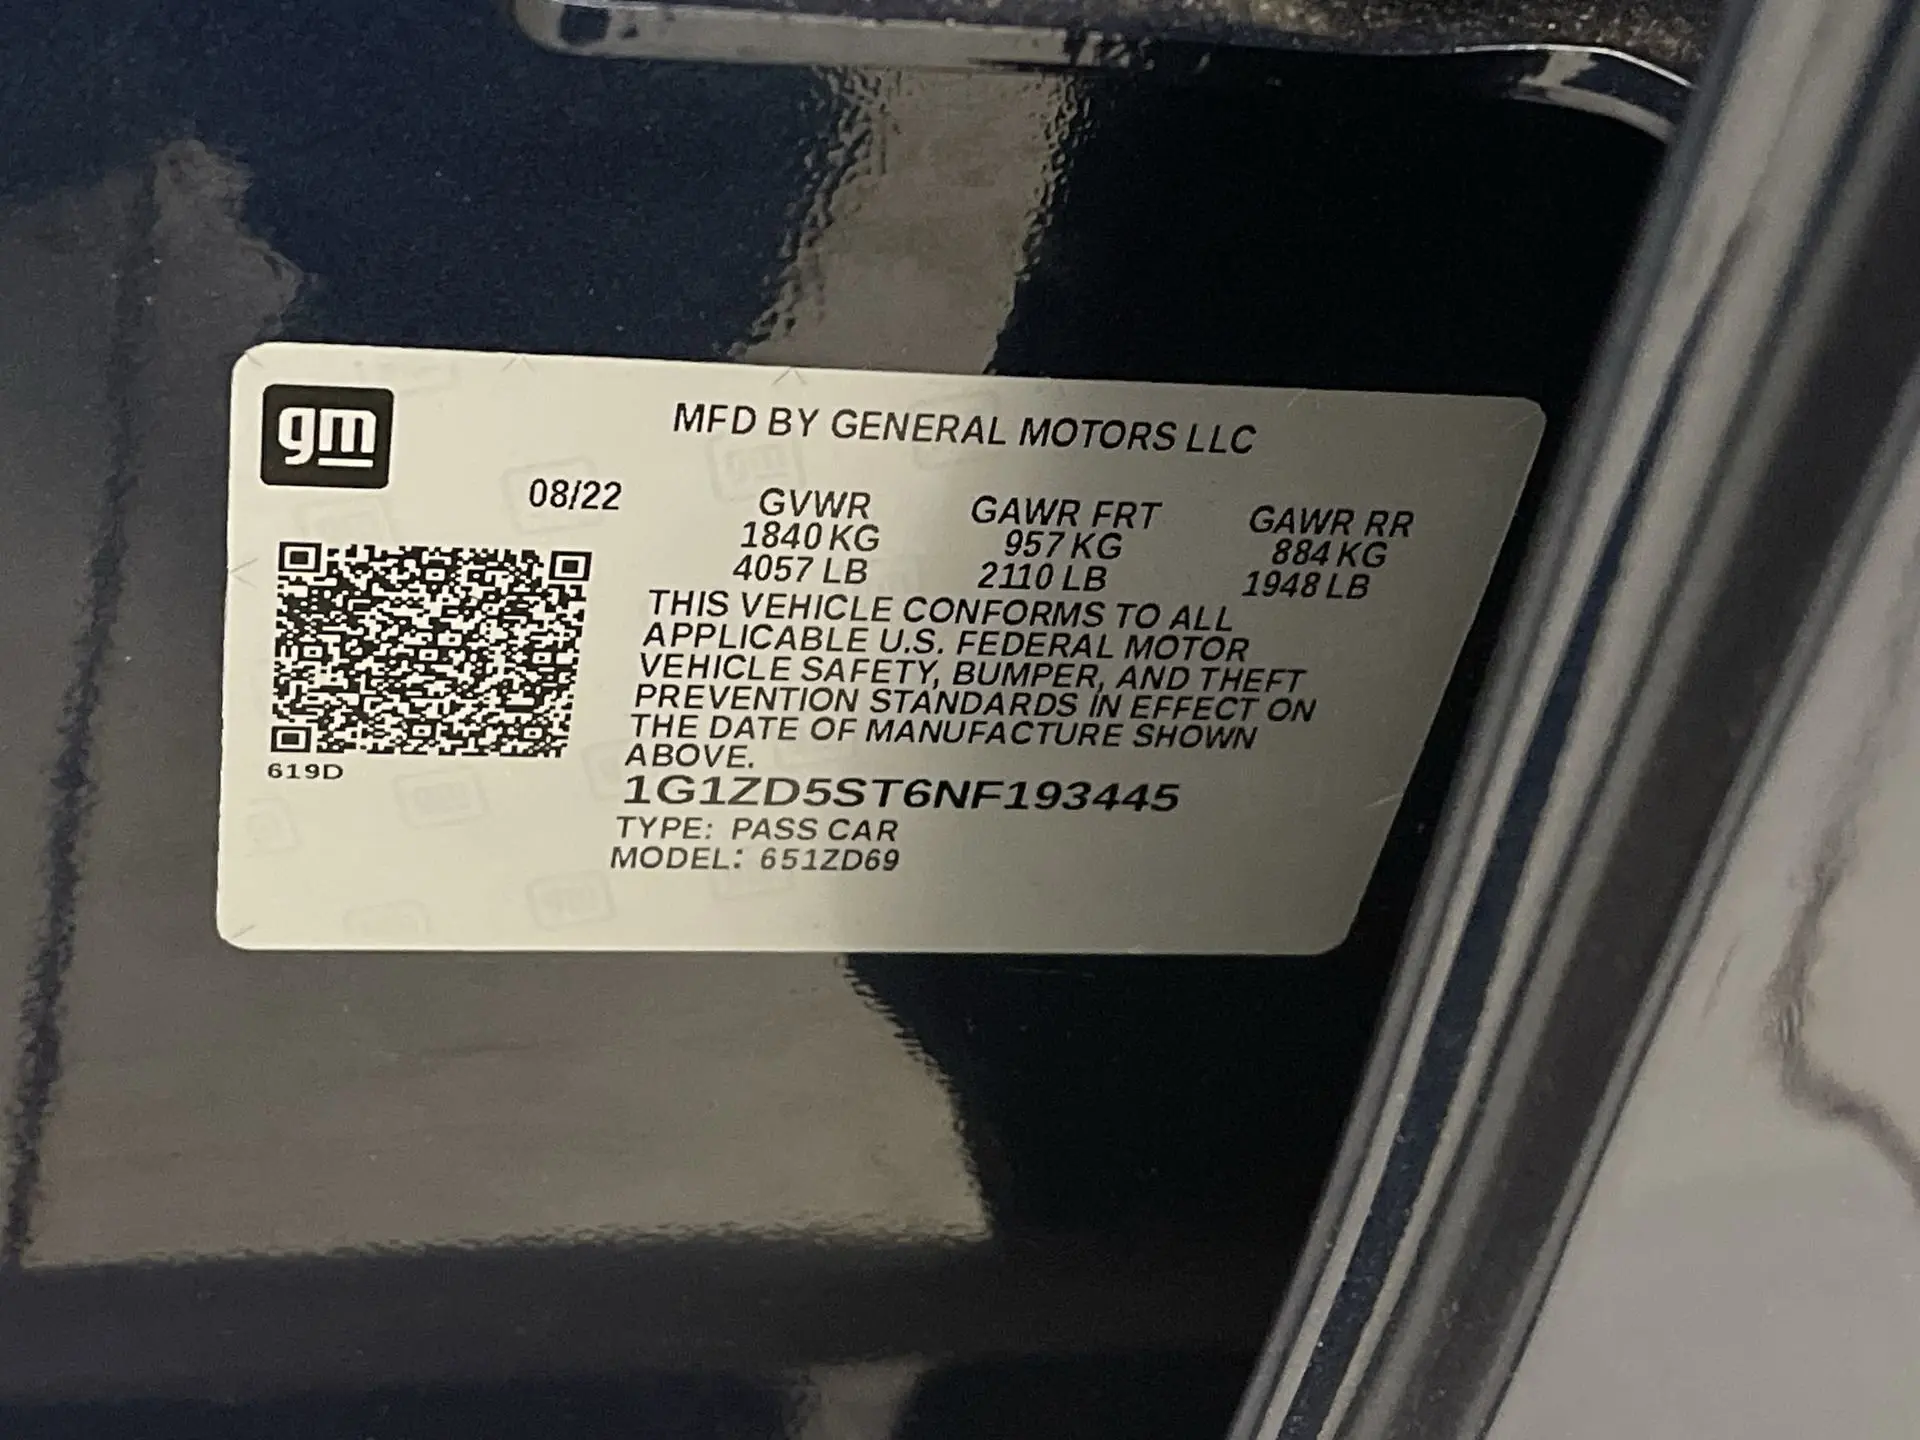 gm
MFD BY GENERAL MOTORS LLC
08/22 GVWR GAWR FRT GAWR RR
1840 KG 957 KG 884 KG
4057 LB 2110 LB 1948 LB
THIS VEHICLE CONFORMS TO ALL
APPLICABLE U.S. FEDERAL MOTOR
VEHICLE SAFETY, BUMPER, AND THEFT
PREVENTION STANDARDS IN EFFECT ON
THE DATE OF MANUFACTURE SHOWN
ABOVE.
619D
1G1ZD5ST6NF193445
TYPE: PASS CAR
MODEL: 651ZD69